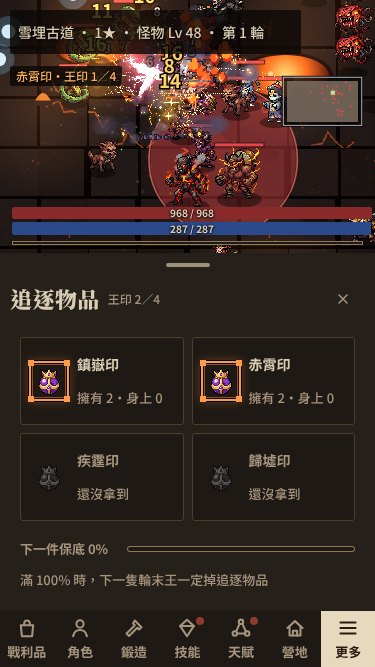 雪埋古道 · 1★ · 怪物 Lv 48 · 第 1 輪
赤霄印 · 王印 1／4
14
968 / 968
287 / 287
追逐物品 王印 2／4
鎮嶽印
擁有 2 · 身上 0
赤霄印
擁有 2 · 身上 0
疾霆印
還沒拿到
歸墟印
還沒拿到
下一件保底 0%
滿 100% 時，下一隻輪末王一定掉追逐物品
戰利品 角色 鍛造 技能 天賦 營地 更多